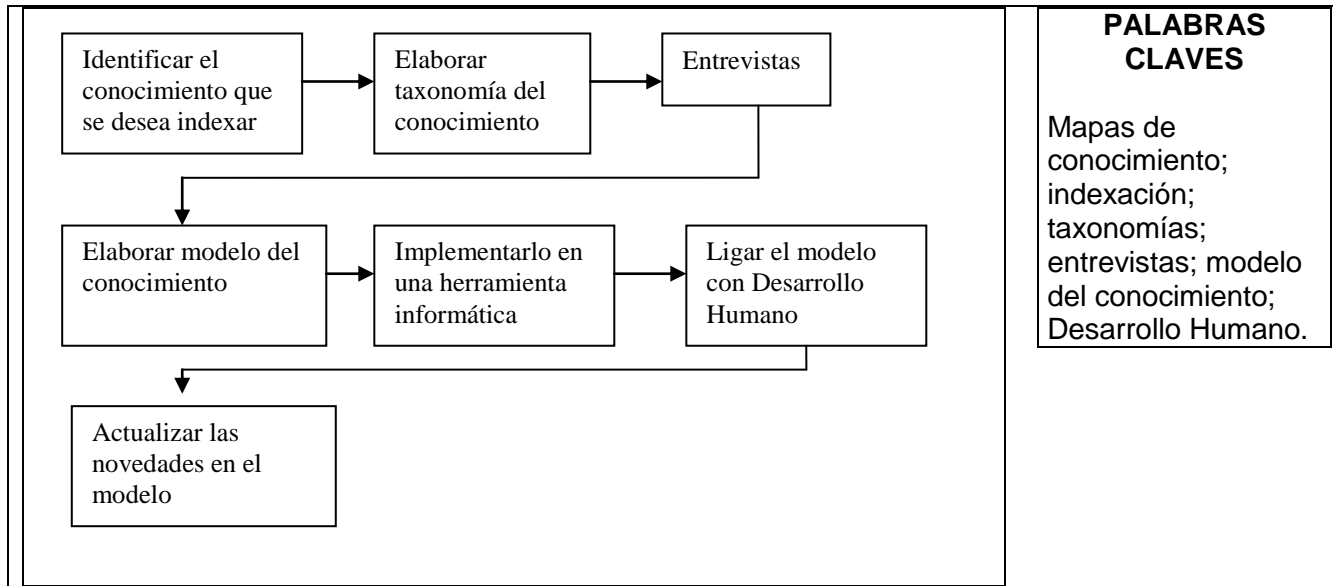 Identificar el
conocimiento que
se desea indexar
Elaborar
taxonomía del
conocimiento
Entrevistas
Elaborar modelo del
conocimiento
Implementarlo en
una herramienta
informática
Ligar el modelo
con Desarrollo
Humano
Actualizar las
novedades en el
modelo
PALABRAS
CLAVES
Mapas de
conocimiento;
indexación;
taxonomías;
entrevistas; modelo
del conocimiento;
Desarrollo Humano.